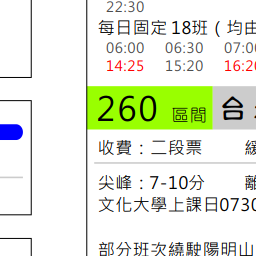 22:30
每日固定18班（均由
06:00 06:30 07:0
14:25 15:20 16:2
260 區間 台
收費：二段票 緩
尖峰：7-10分 離
文化大學上課日0730
部分班次繞駛陽明山